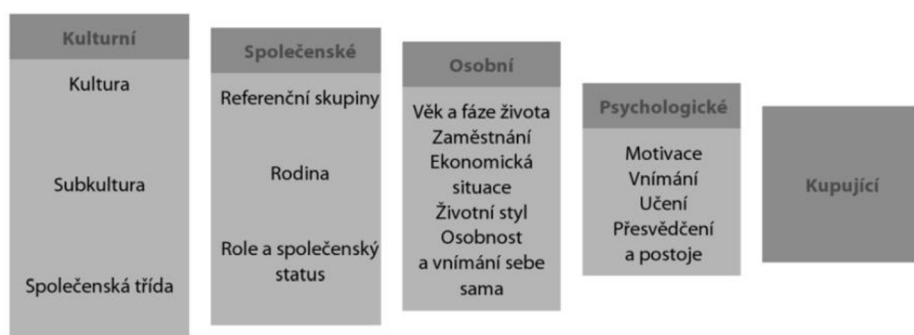 Kulturní
Kultura
Subkultura
Společenská třída
Společenské
Referenční skupiny
Rodina
Role a společenský
status
Osobní
Věk a fáze života
Zaměstnání
Ekonomická
situace
Životní styl
Osobnost
a vnímání sebe
sama
Psychologické
Motivace
Vnímání
Učení
Přesvědčení
a postoje
Kupující